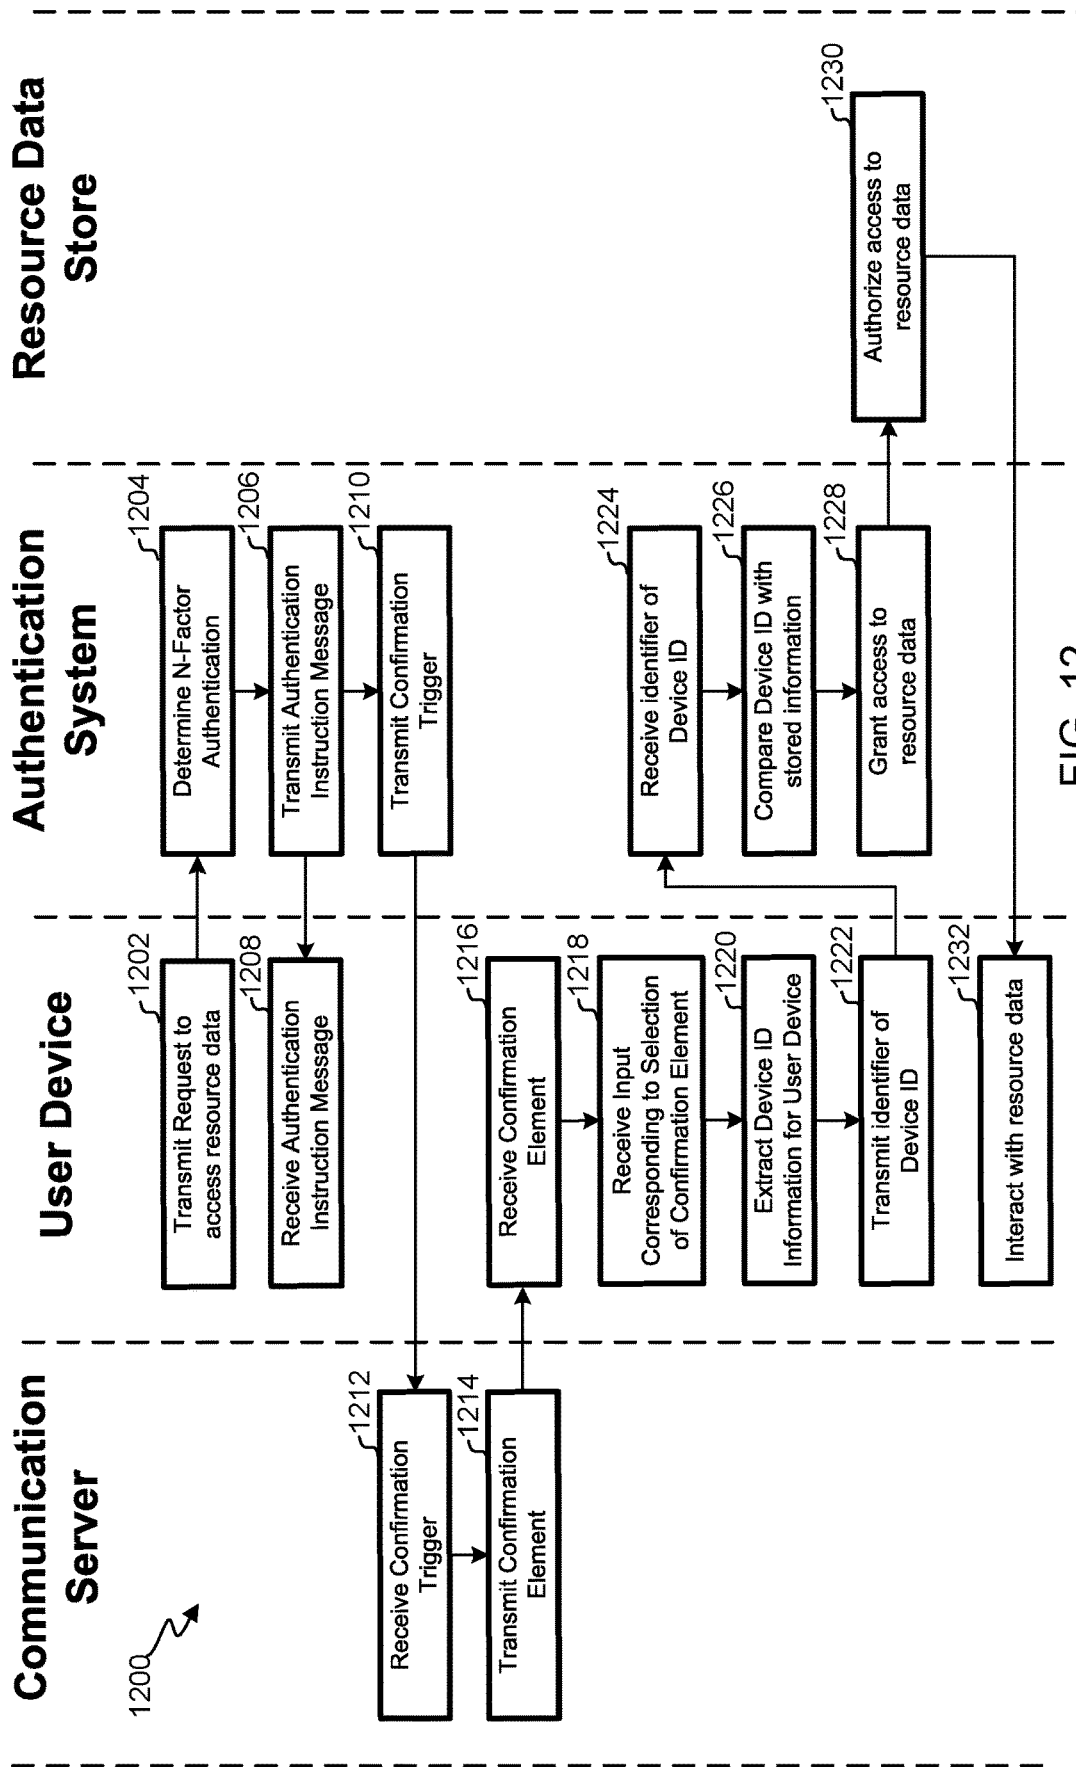 Communication
Server
User Device
Authentication
System
Resource Data
Store
1200
1202
Transmit Request to
access resource data
1204
Determine N-Factor
Authentication
1206
Transmit Authentication
Instruction Message
1208
Receive Authentication
Instruction Message
1210
Transmit Confirmation
Trigger
1212
Receive Confirmation
Trigger
1214
Transmit Confirmation
Element
1216
Receive Confirmation
Element
1218
Receive Input
Corresponding to Selection
of Confirmation Element
1220
Extract Device ID
Information for User Device
1222
Transmit identifier of
Device ID
1224
Receive identifier of
Device ID
1226
Compare Device ID with
stored information
1228
Grant access to
resource data
1230
Authorize access to
resource data
1232
Interact with resource data
FIG. 12